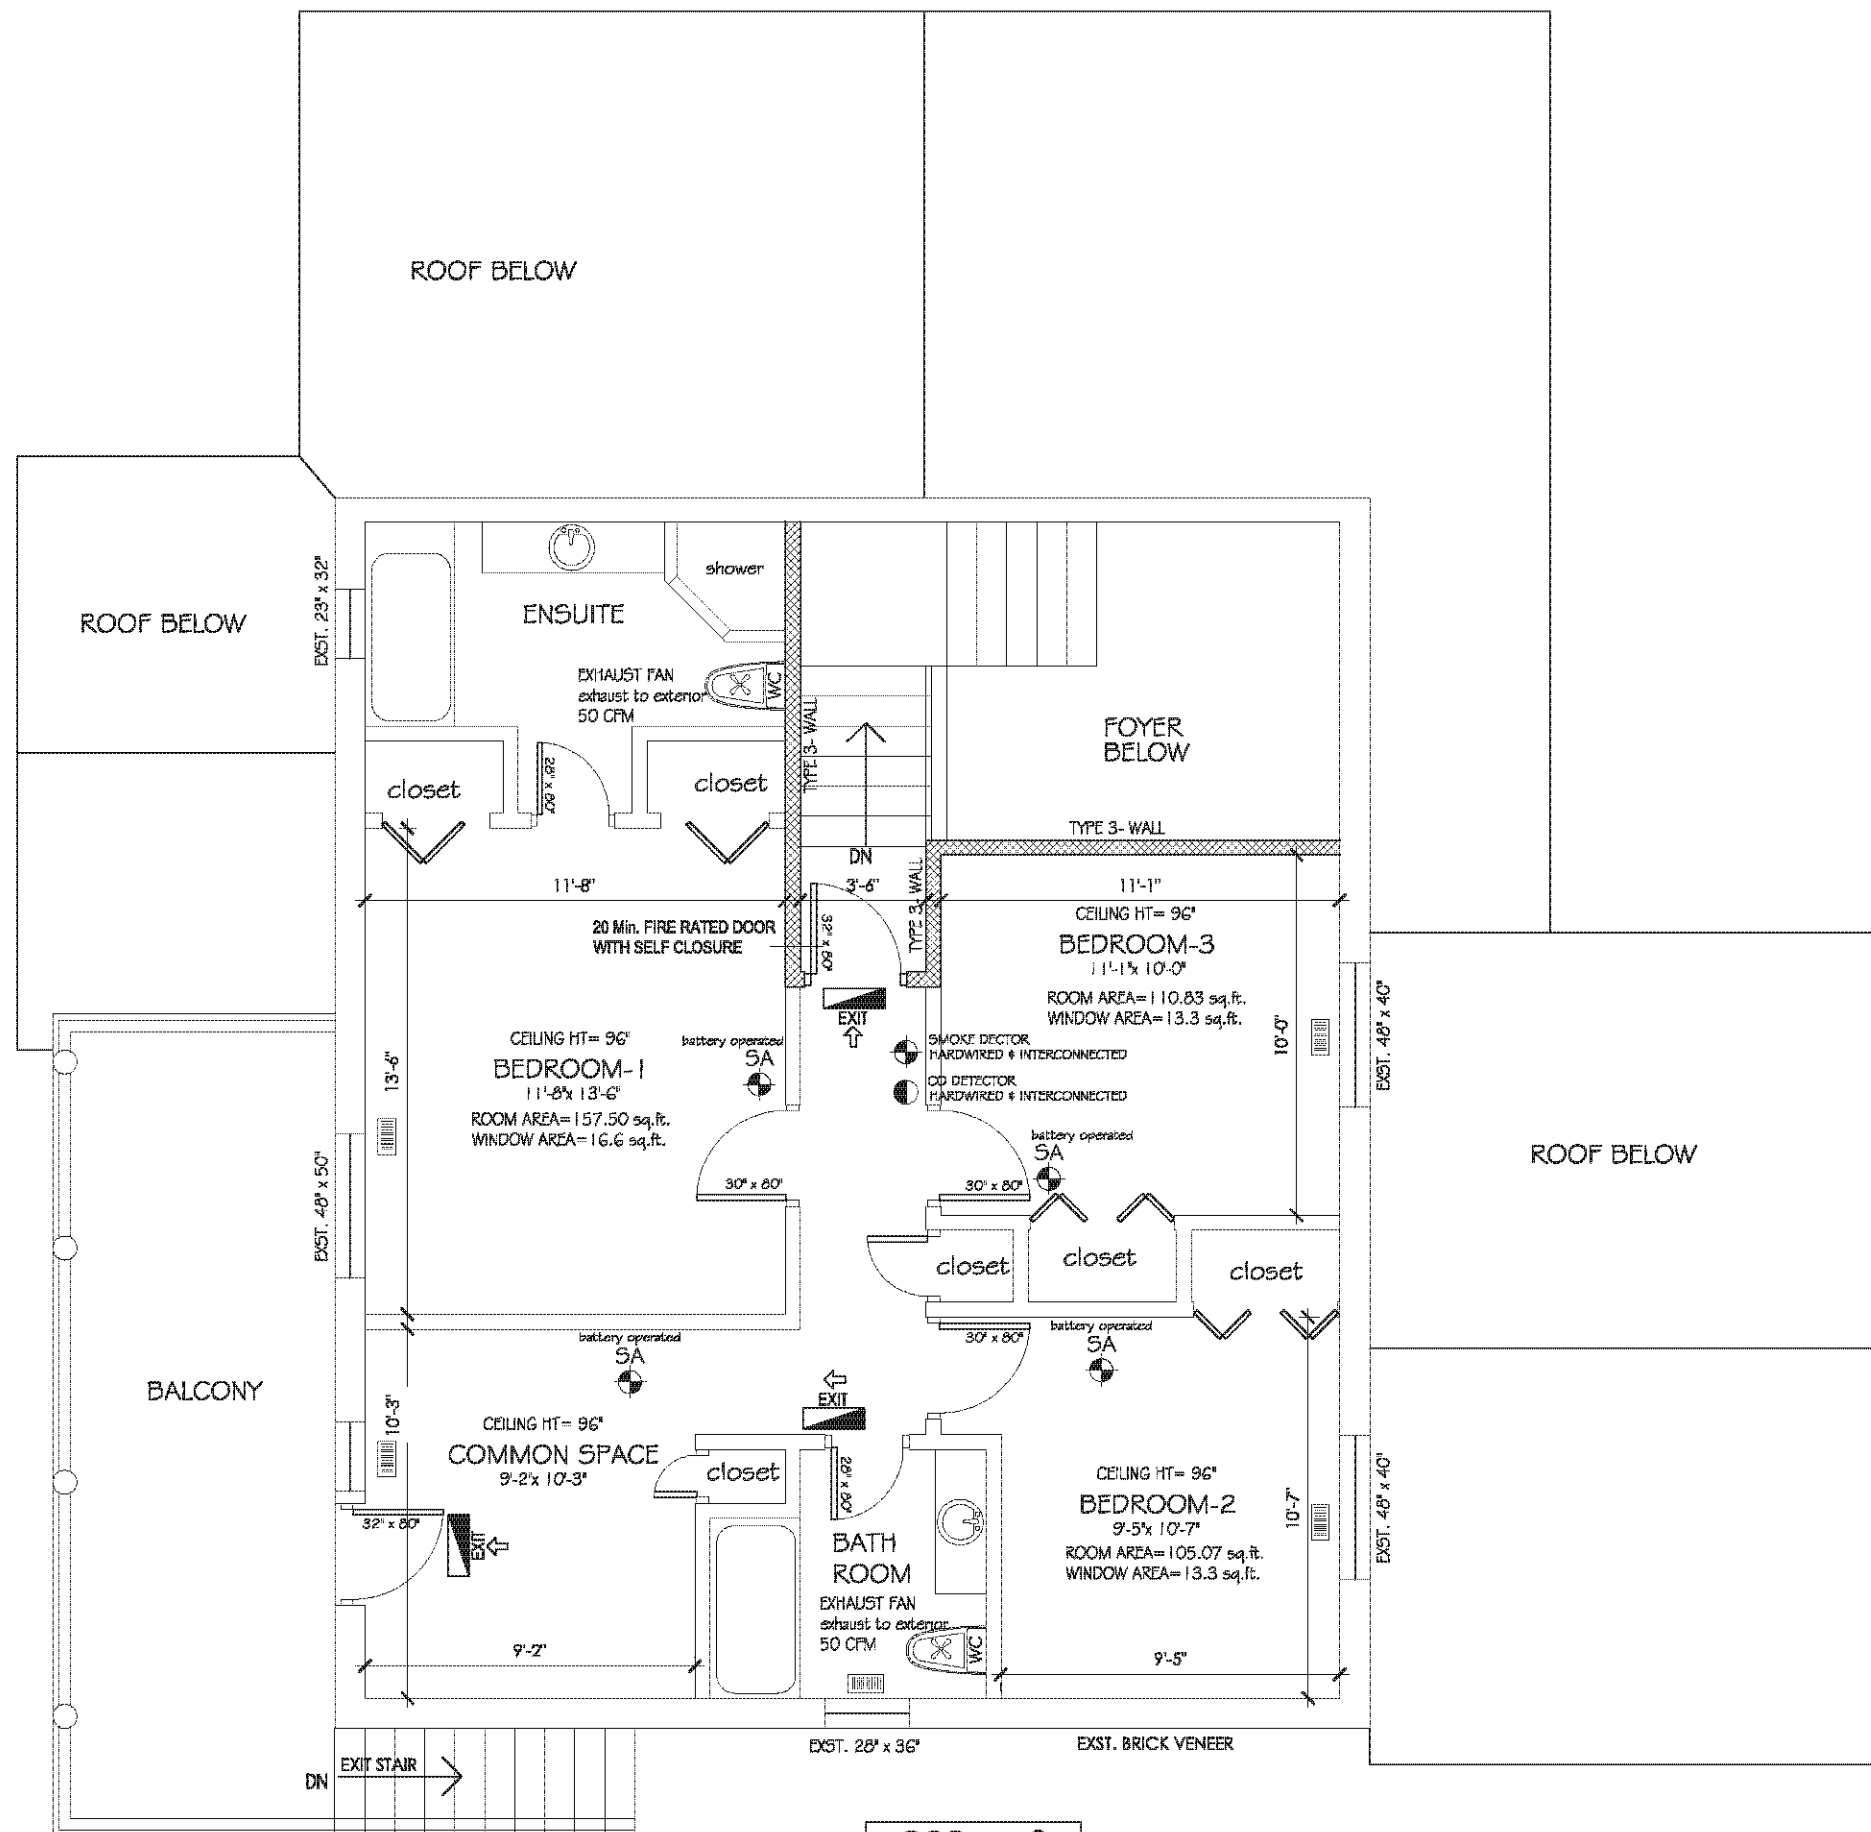 ROOF BELOW
EXST. 23" x 32"
ROOF BELOW
shower
ENSUITE
EXHAUST FAN
exhaust to exterior
50 CFM
WC
TYPE 3- WALL
FOYER
BELOW
closet
28" x 80"
closet
TYPE 3- WALL
DN
11'-8"
3'-6"
TYPE 3- WALL
11'-1"
20 Min. FIRE RATED DOOR
WITH SELF CLOSURE
32" x 80"
CEILING HT= 96"
BEDROOM-3
11'-1"x 10'-0"
ROOM AREA=110.83 sq.ft.
WINDOW AREA=13.3 sq.ft.
EXIT
10'-0"
EXST. 48" x 40"
CEILING HT= 96"
BEDROOM-1
11'-8"x 13'-6"
ROOM AREA=157.50 sq.ft.
WINDOW AREA=16.6 sq.ft.
13'-6"
battery operated
SA
SMOKE DECTOR
HARDWIRED & INTERCONNECTED
CO DETECTOR
HARDWIRED & INTERCONNECTED
battery operated
SA
ROOF BELOW
EXST. 48" x 50"
30" x 80"
30" x 80"
closet
closet
closet
battery operated
SA
30" x 80"
battery operated
SA
BALCONY
EXIT
10'-3"
CEILING HT= 96"
COMMON SPACE
9'-2"x 10'-3"
closet
28" x 80"
CEILING HT= 96"
BEDROOM-2
9'-5"x 10'-7"
ROOM AREA=105.07 sq.ft.
WINDOW AREA=13.3 sq.ft.
10'-7"
EXST. 48" x 40"
32" x 80"
EXIT
BATH
ROOM
EXHAUST FAN
exhaust to exterior
50 CFM
WC
9'-2"
9'-5"
EXST. 28" x 36"
EXST. BRICK VENEER
DN
EXIT STAIR